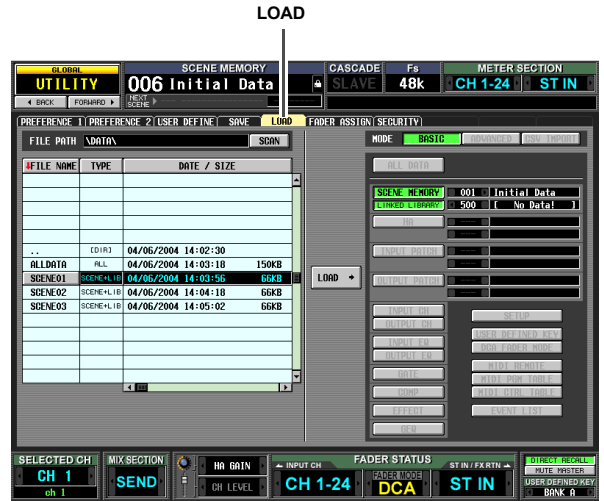 LOAD
GLOBAL
UTILITY
BACK
FORWARD
SCENE MEMORY
006 Initial Data
NEXT SCENE
CASCADE
SLAVE
Fs
48k
METER SECTION
CH 1-24
ST IN
PREFERENCE 1
PREFERENCE 2
USER DEFINE
SAVE
LOAD
FADER ASSIGN
SECURITY
FILE PATH \DATA\
SCAN
MODE
BASIC
ADVANCED
CSV IMPORT
FILE NAME TYPE DATE / SIZE
.. [DIR] 04/06/2004 14:02:30
ALLDATA ALL 04/06/2004 14:03:18 150KB
SCENE01 SCENE+LIB 04/06/2004 14:03:56 66KB
SCENE02 SCENE+LIB 04/06/2004 14:04:18 66KB
SCENE03 SCENE+LIB 04/06/2004 14:05:02 66KB
LOAD
ALL DATA
SCENE MEMORY 001 Initial Data
LINKED LIBRARY 500 [ No Data! ]
HA
INPUT PATCH
OUTPUT PATCH
INPUT CH
OUTPUT CH
INPUT EQ
OUTPUT EQ
GATE
COMP
EFFECT
GEQ
SETUP
USER DEFINED KEY
DCA FADER MODE
MIDI REMOTE
MIDI PGM TABLE
MIDI CTRL TABLE
EVENT LIST
SELECTED CH
CH 1
ch 1
MIX SECTION
SEND
HA GAIN
CH LEVEL
FADER STATUS
INPUT CH
CH 1-24
FADER MODE
DCA
ST IN / FX RTN
ST IN
DIRECT RECALL
MUTE MASTER
USER DEFINED KEY
BANK A